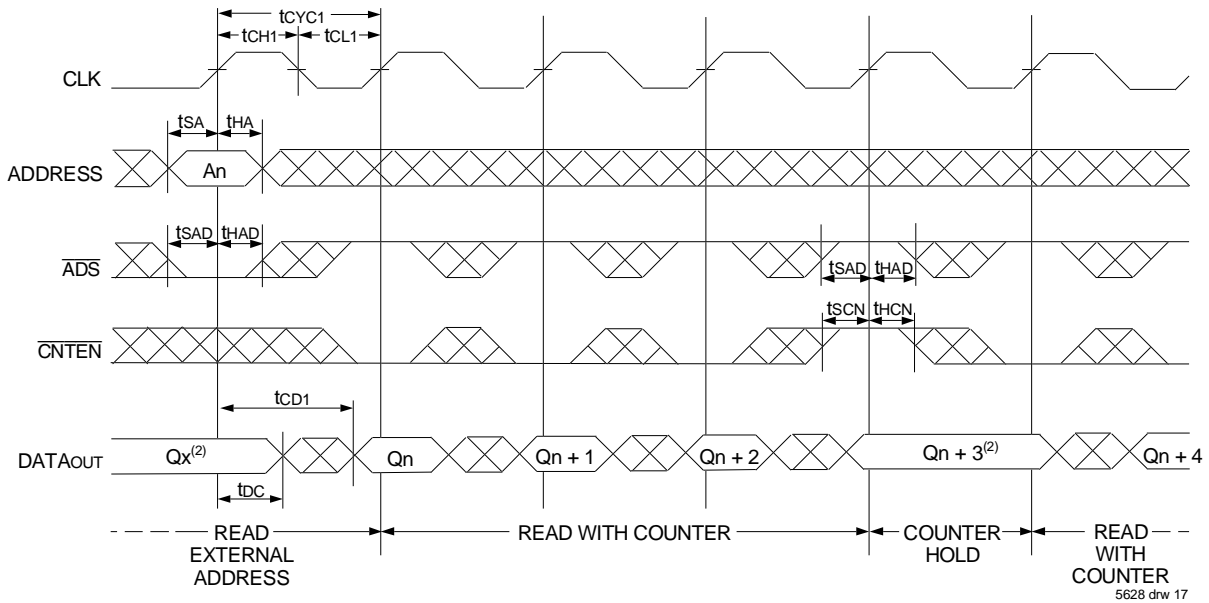 tCYC1
tCH1 tCL1
CLK
tSA tHA
ADDRESS An
tSAD tHAD
ADS
tSAD tHAD
tSCN tHCN
CNTEN
tCD1
DATAOUT Qx(2) Qn Qn + 1 Qn + 2 Qn + 3(2) Qn + 4
tDC
READ EXTERNAL ADDRESS
READ WITH COUNTER
COUNTER HOLD
READ WITH COUNTER
5628 drw 17